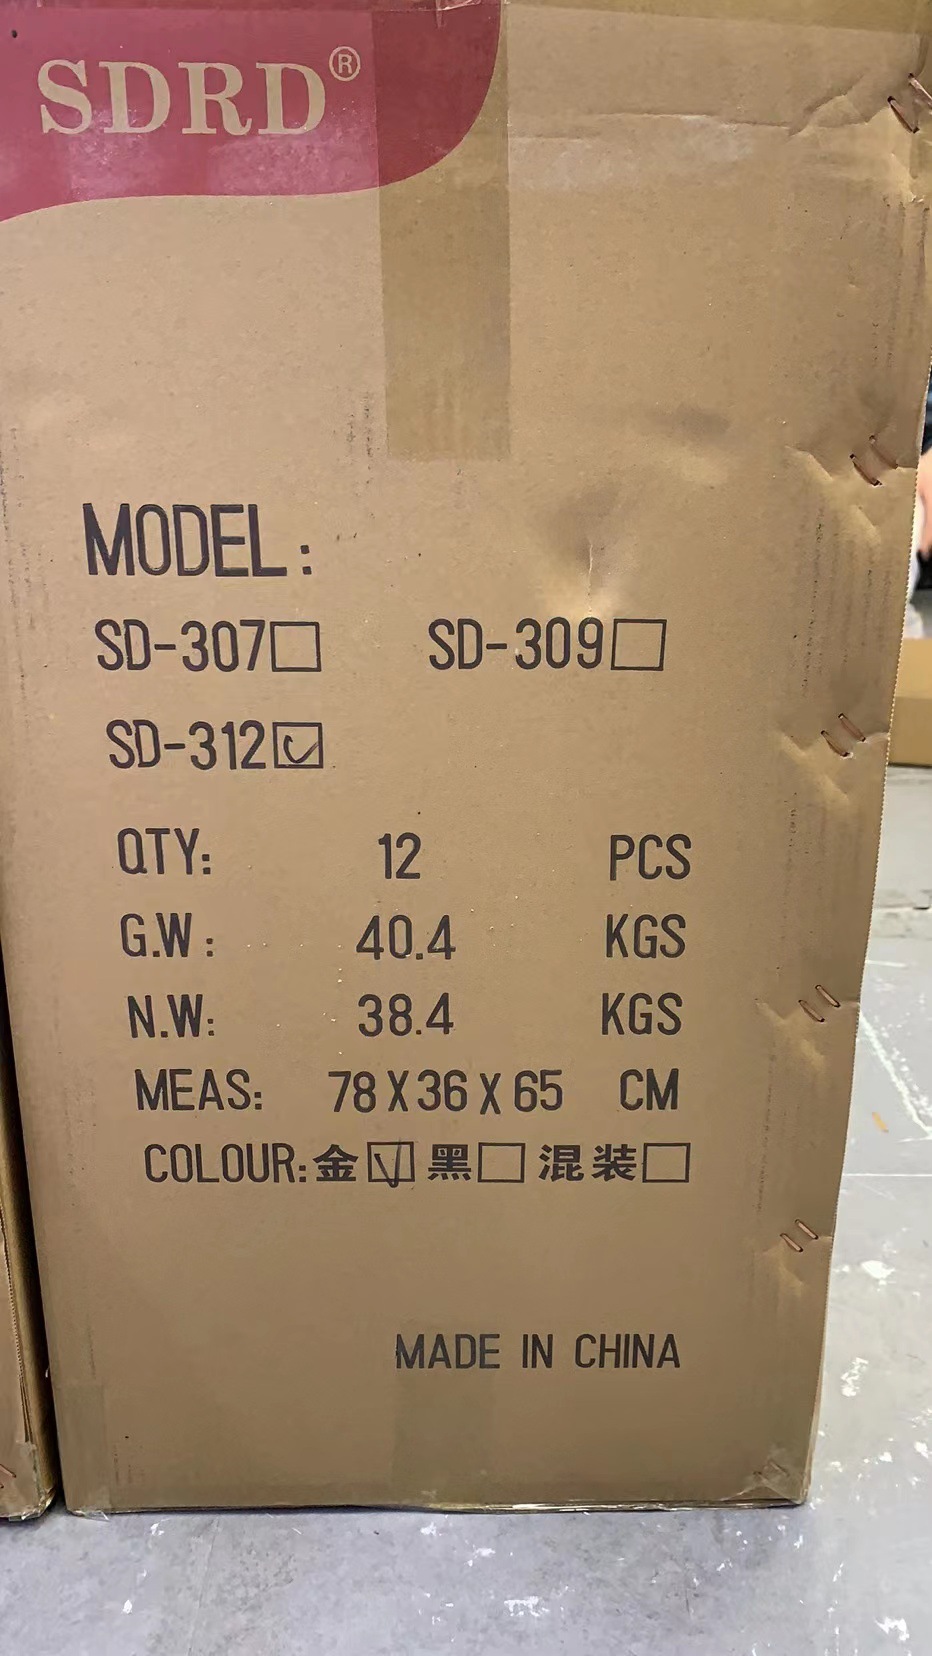 SDRD®
MODEL:
SD-307□ SD-309□
SD-312☑
QTY: 12 PCS
G.W: 40.4 KGS
N.W: 38.4 KGS
MEAS: 78X36X65 CM
COLOUR:金☑黑□混装□
MADE IN CHINA